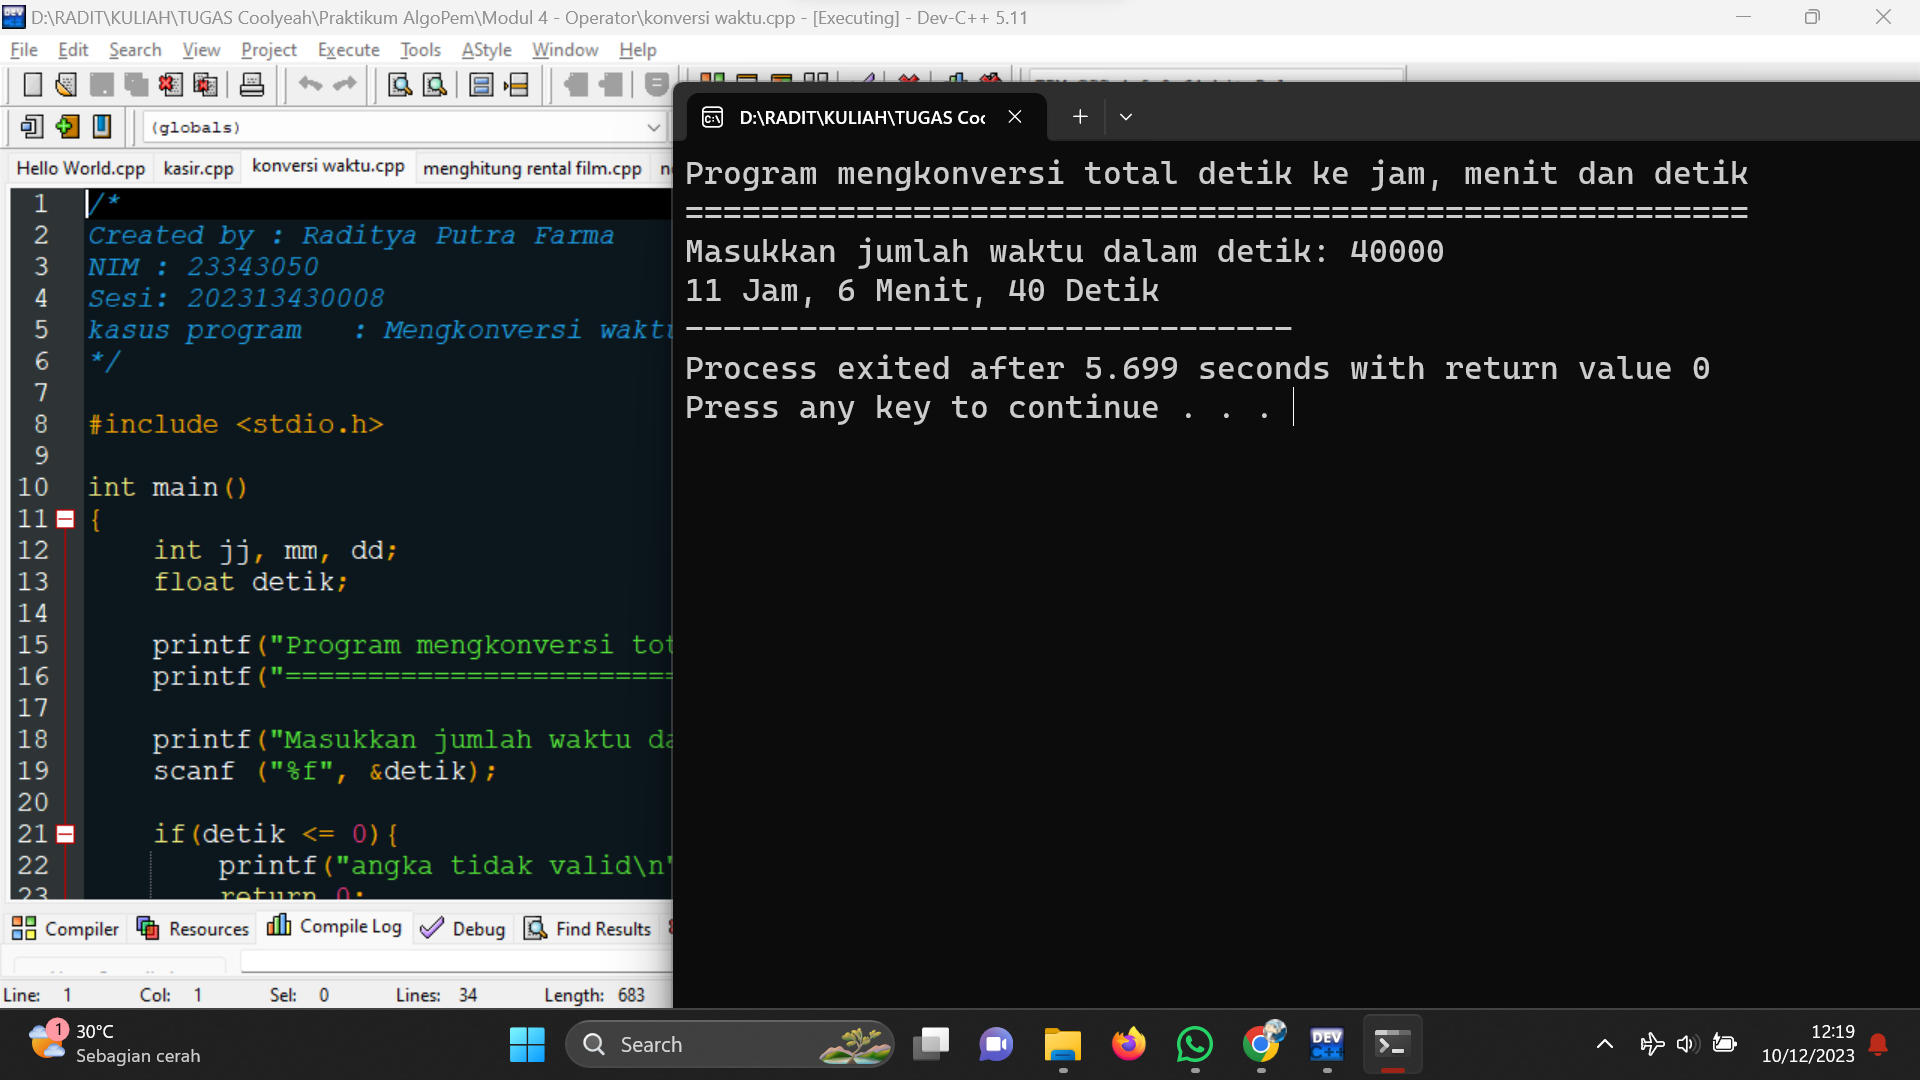 D:\RADIT\KULIAH\TUGAS Coolyeah\Praktikum AlgoPem\Modul 4 - Operator\konversi waktu.cpp - [Executing] - Dev-C++ 5.11
File Edit Search View Project Execute Tools AStyle Window Help
(globals)
Hello World.cpp kasir.cpp konversi waktu.cpp menghitung rental film.cpp
1 /*
2 Created by : Raditya Putra Farma
3 NIM : 23343050
4 Sesi: 202313430008
5 kasus program : Mengkonversi waktu
6 */
7
8 #include <stdio.h>
9
10 int main()
11 {
12 int jj, mm, dd;
13 float detik;
14
15 printf("Program mengkonversi tot
16 printf("========================
17
18 printf("Masukkan jumlah waktu da
19 scanf ("%f", &detik);
20
21 if(detik <= 0){
22 printf("angka tidak valid\n"
23 return 0;
Compiler Resources Compile Log Debug Find Results
Line: 1 Col: 1 Sel: 0 Lines: 34 Length: 683
D:\RADIT\KULIAH\TUGAS Coo
Program mengkonversi total detik ke jam, menit dan detik
========================================================
Masukkan jumlah waktu dalam detik: 40000
11 Jam, 6 Menit, 40 Detik
--------------------------------
Process exited after 5.699 seconds with return value 0
Press any key to continue . . .
1
30°C
Sebagian cerah
Search
DEV C++
12:19
10/12/2023